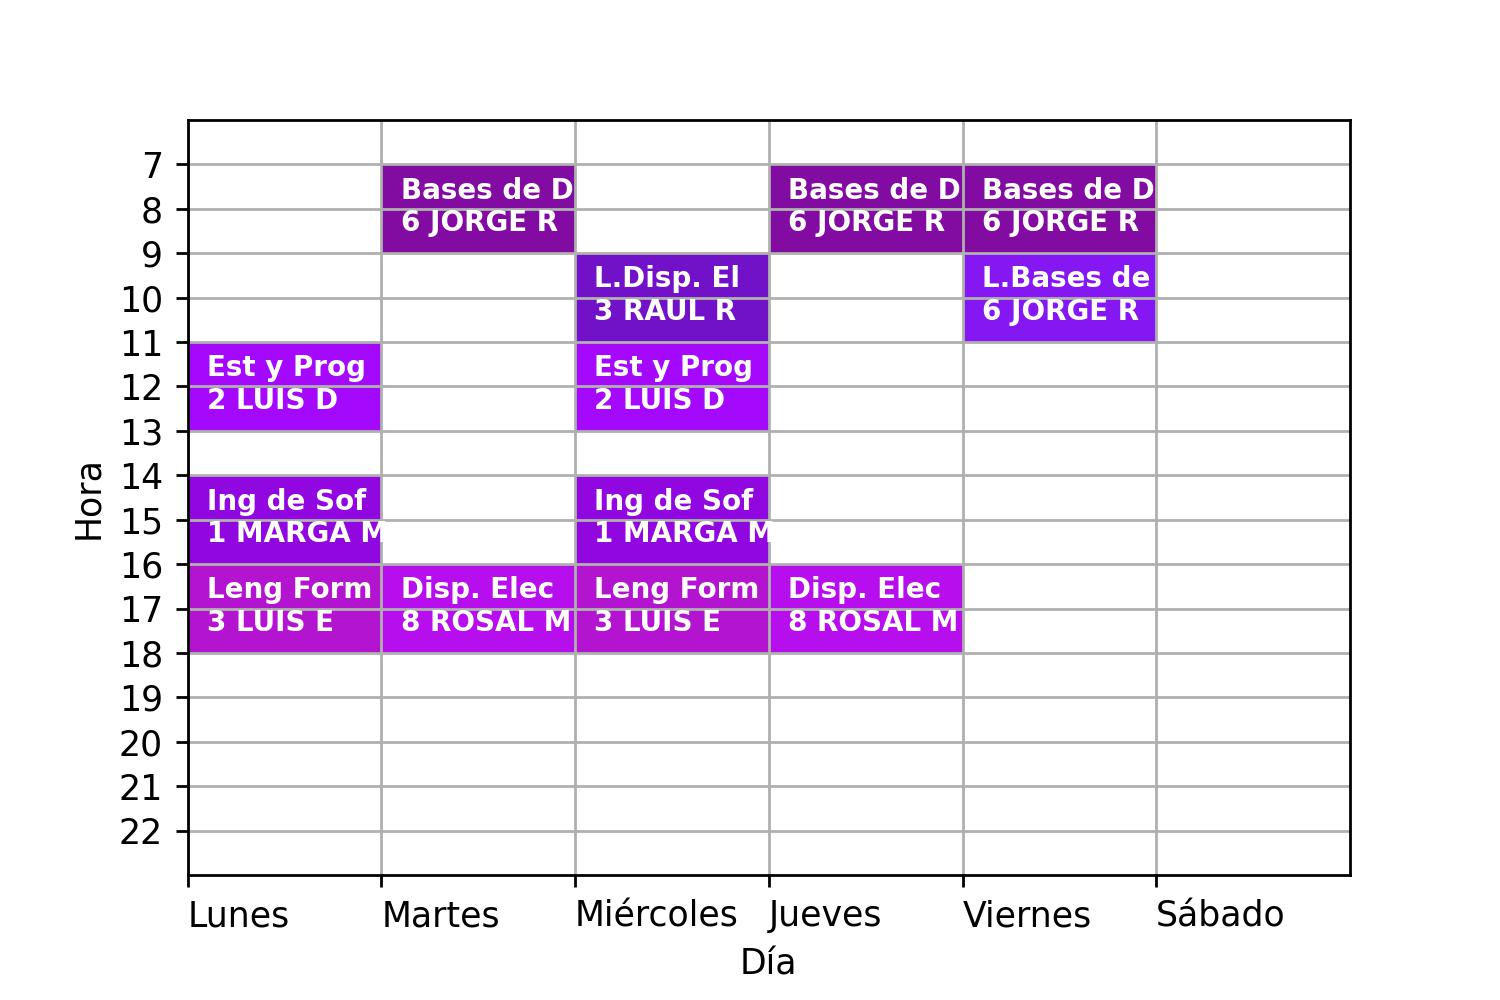 7
Bases de D
Bases de D
Bases de D
8
6 JORGE R
6 JORGE R
6 JORGE R
9
L.Disp. El
L.Bases de
10
3 RAUL R
6 JORGE R
11
Est y Prog
Est y Prog
12
2 LUIS D
2 LUIS D
13
14
Ing de Sof
Ing de Sof
15
1 MARGA M
1 MARGA M
16
Leng Form
Disp. Elec
Leng Form
Disp. Elec
17
3 LUIS E
8 ROSAL M
3 LUIS E
8 ROSAL M
18
19
20
21
22
Hora
Lunes
Martes
Miércoles
Jueves
Viernes
Sábado
Día